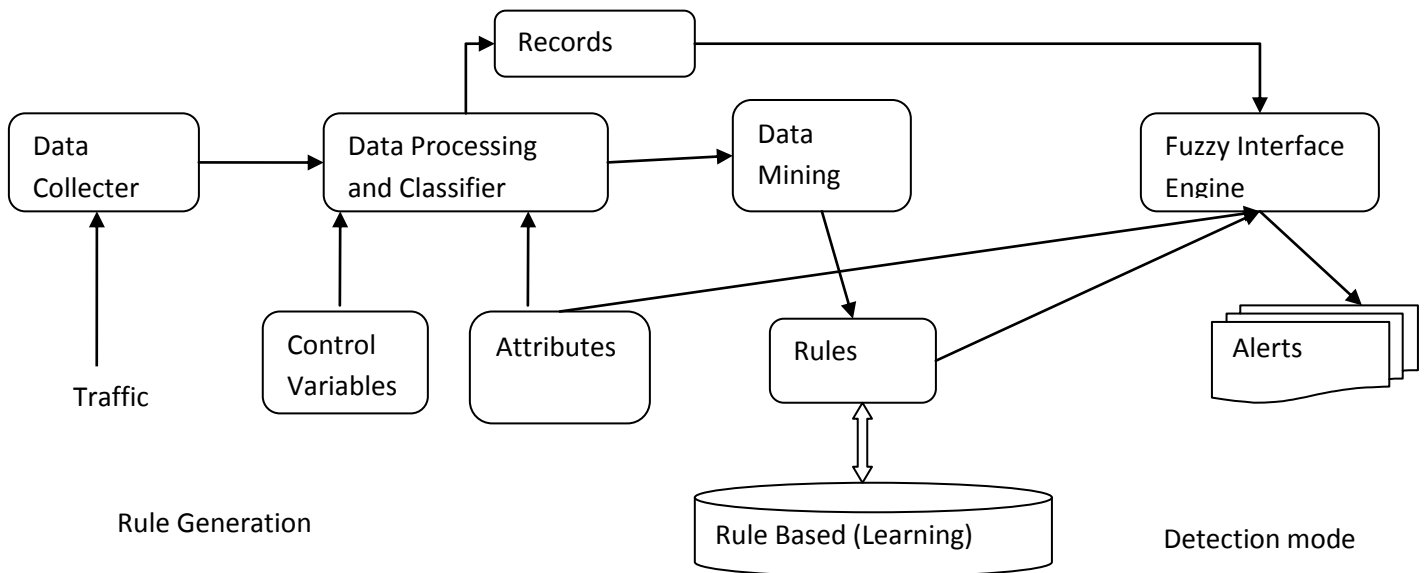 Records
Data
Collecter
Data Processing
and Classifier
Data
Mining
Fuzzy Interface
Engine
Control
Variables
Attributes
Rules
Alerts
Traffic
Rule Generation
Rule Based (Learning)
Detection mode